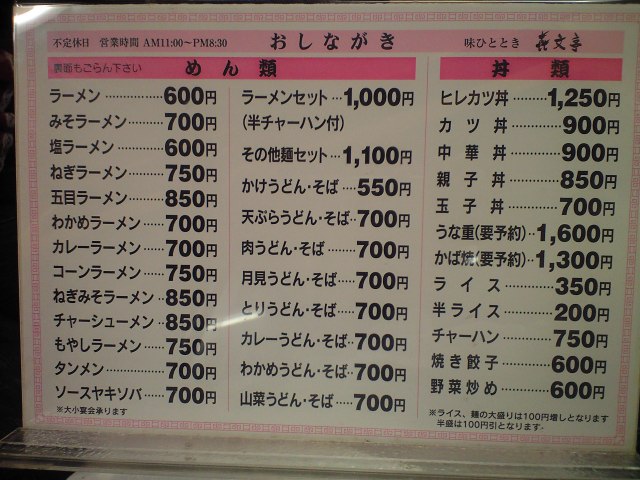 不定休日 営業時間 AM11:00〜PM8:30 おしながき 味ひととき 喬文亭
裏面もごらん下さい めん類
ラーメン 600円
みそラーメン 700円
塩ラーメン 600円
ねぎラーメン 750円
五目ラーメン 850円
わかめラーメン 700円
カレーラーメン 700円
コーンラーメン 750円
ねぎみそラーメン 850円
チャーシューメン 850円
もやしラーメン 750円
タンメン 700円
ソースヤキソバ 700円
※大小宴会承ります
ラーメンセット 1,000円
(半チャーハン付)
その他麺セット 1,100円
かけうどん・そば 550円
天ぷらうどん・そば 700円
肉うどん・そば 700円
月見うどん・そば 700円
とりうどん・そば 700円
カレーうどん・そば 700円
わかめうどん・そば 700円
山菜うどん・そば 700円
丼類
ヒレカツ丼 1,250円
カツ丼 900円
中華丼 900円
親子丼 850円
玉子丼 700円
うな重(要予約) 1,600円
かば焼(要予約) 1,300円
ライス 350円
半ライス 200円
チャーハン 750円
焼き餃子 600円
野菜炒め 600円
※ライス、麺の大盛りは100円増しとなります
半盛は100円引となります。